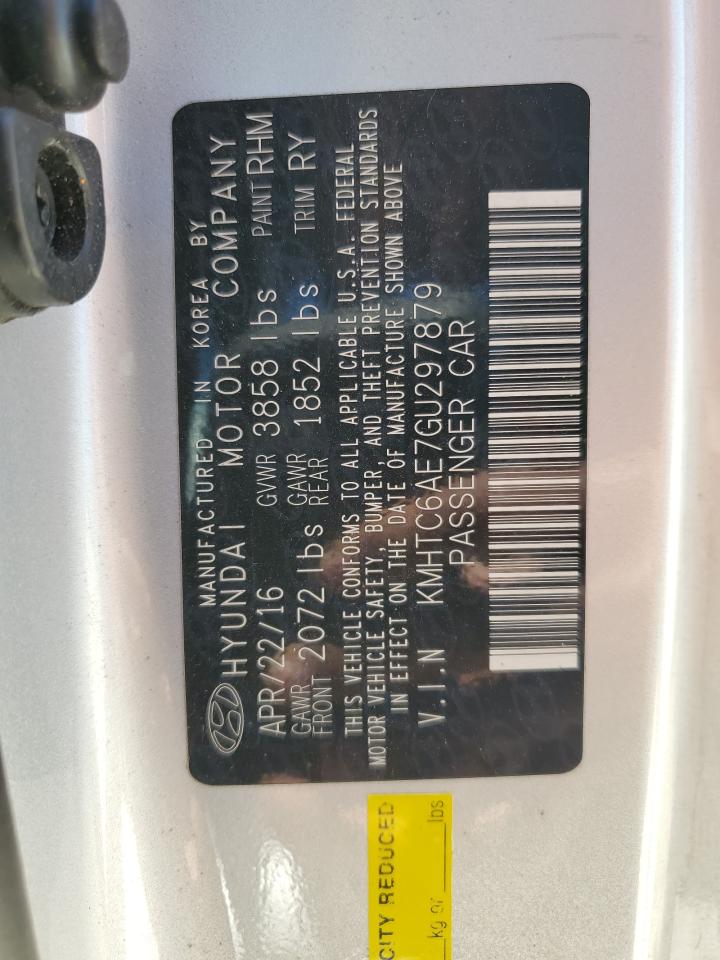 MANUFACTURED IN KOREA BY
HYUNDAI MOTOR COMPANY
APR/22/16 GVWR 3858 lbs PAINT RHM
GAWR FRONT 2072 lbs GAWR REAR 1852 lbs TRIM RY
THIS VEHICLE CONFORMS TO ALL APPLICABLE U.S.A. FEDERAL
MOTOR VEHICLE SAFETY, BUMPER, AND THEFT PREVENTION STANDARDS
IN EFFECT ON THE DATE OF MANUFACTURE SHOWN ABOVE
V.I.N KMHTC6AE7GU297879
PASSENGER CAR
CITY REDUCED
kg or ____ lbs